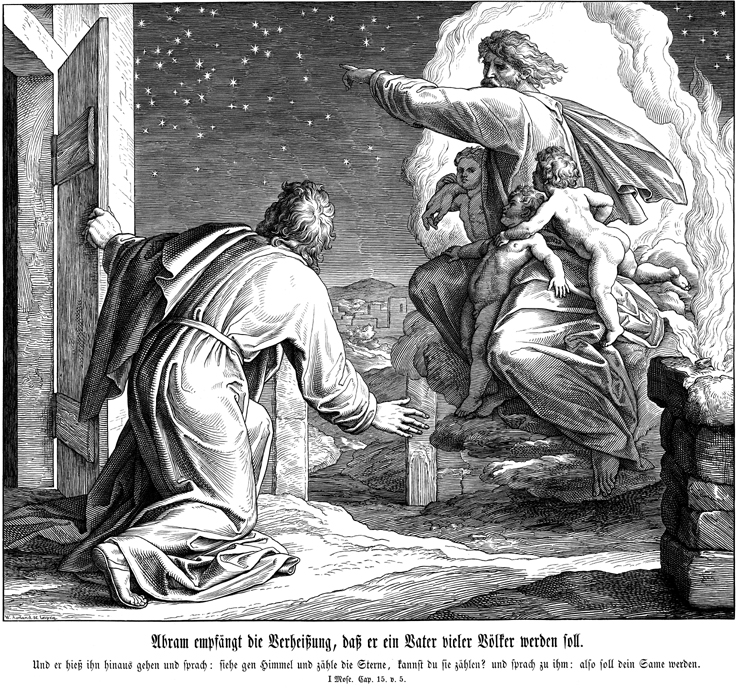 Abram empfängt die Verheißung, daß er ein Vater vieler Völker werden soll.
Und er hieß ihn hinaus gehen und sprach: siehe gen Himmel und zähle die Sterne, kannst du sie zählen? und sprach zu ihm: also soll dein Same werden.
I Mose. Cap. 15. v. 5.